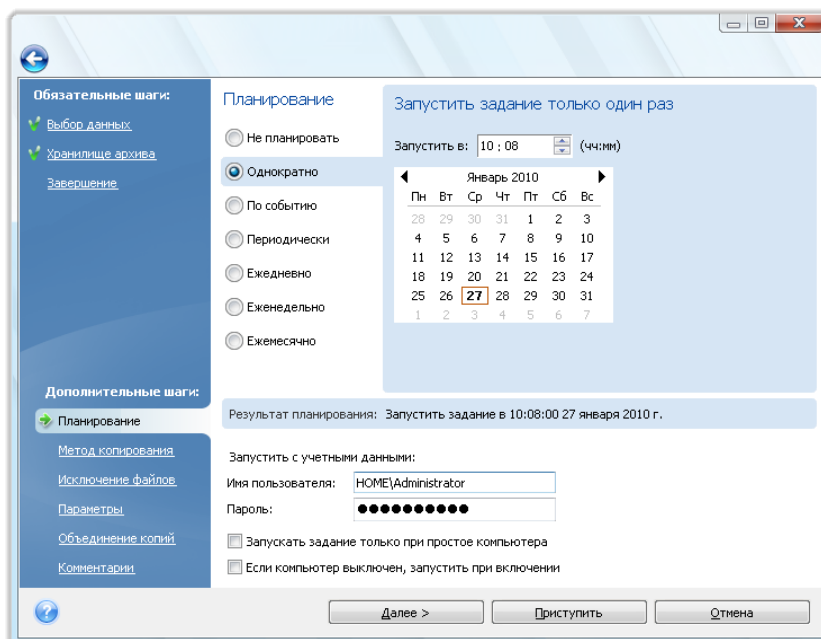 Обязательные шаги:
Выбор данных
Хранилище архива
Завершение
Дополнительные шаги:
Планирование
Метод копирования
Исключение файлов
Параметры
Объединение копий
Комментарии
Планирование
Не планировать
Однократно
По событию
Периодически
Ежедневно
Еженедельно
Ежемесячно
Запустить задание только один раз
Запустить в: 10 : 08 (чч:мм)
Январь 2010
Пн Вт Ср Чт Пт Сб Вс
28 29 30 31 1 2 3
4 5 6 7 8 9 10
11 12 13 14 15 16 17
18 19 20 21 22 23 24
25 26 27 28 29 30 31
1 2 3 4 5 6 7
Результат планирования: Запустить задание в 10:08:00 27 января 2010 г.
Запустить с учетными данными:
Имя пользователя: HOME\Administrator
Пароль: ●●●●●●●●●●
Запускать задание только при простое компьютера
Если компьютер выключен, запустить при включении
?
Далее >
Приступить
Отмена